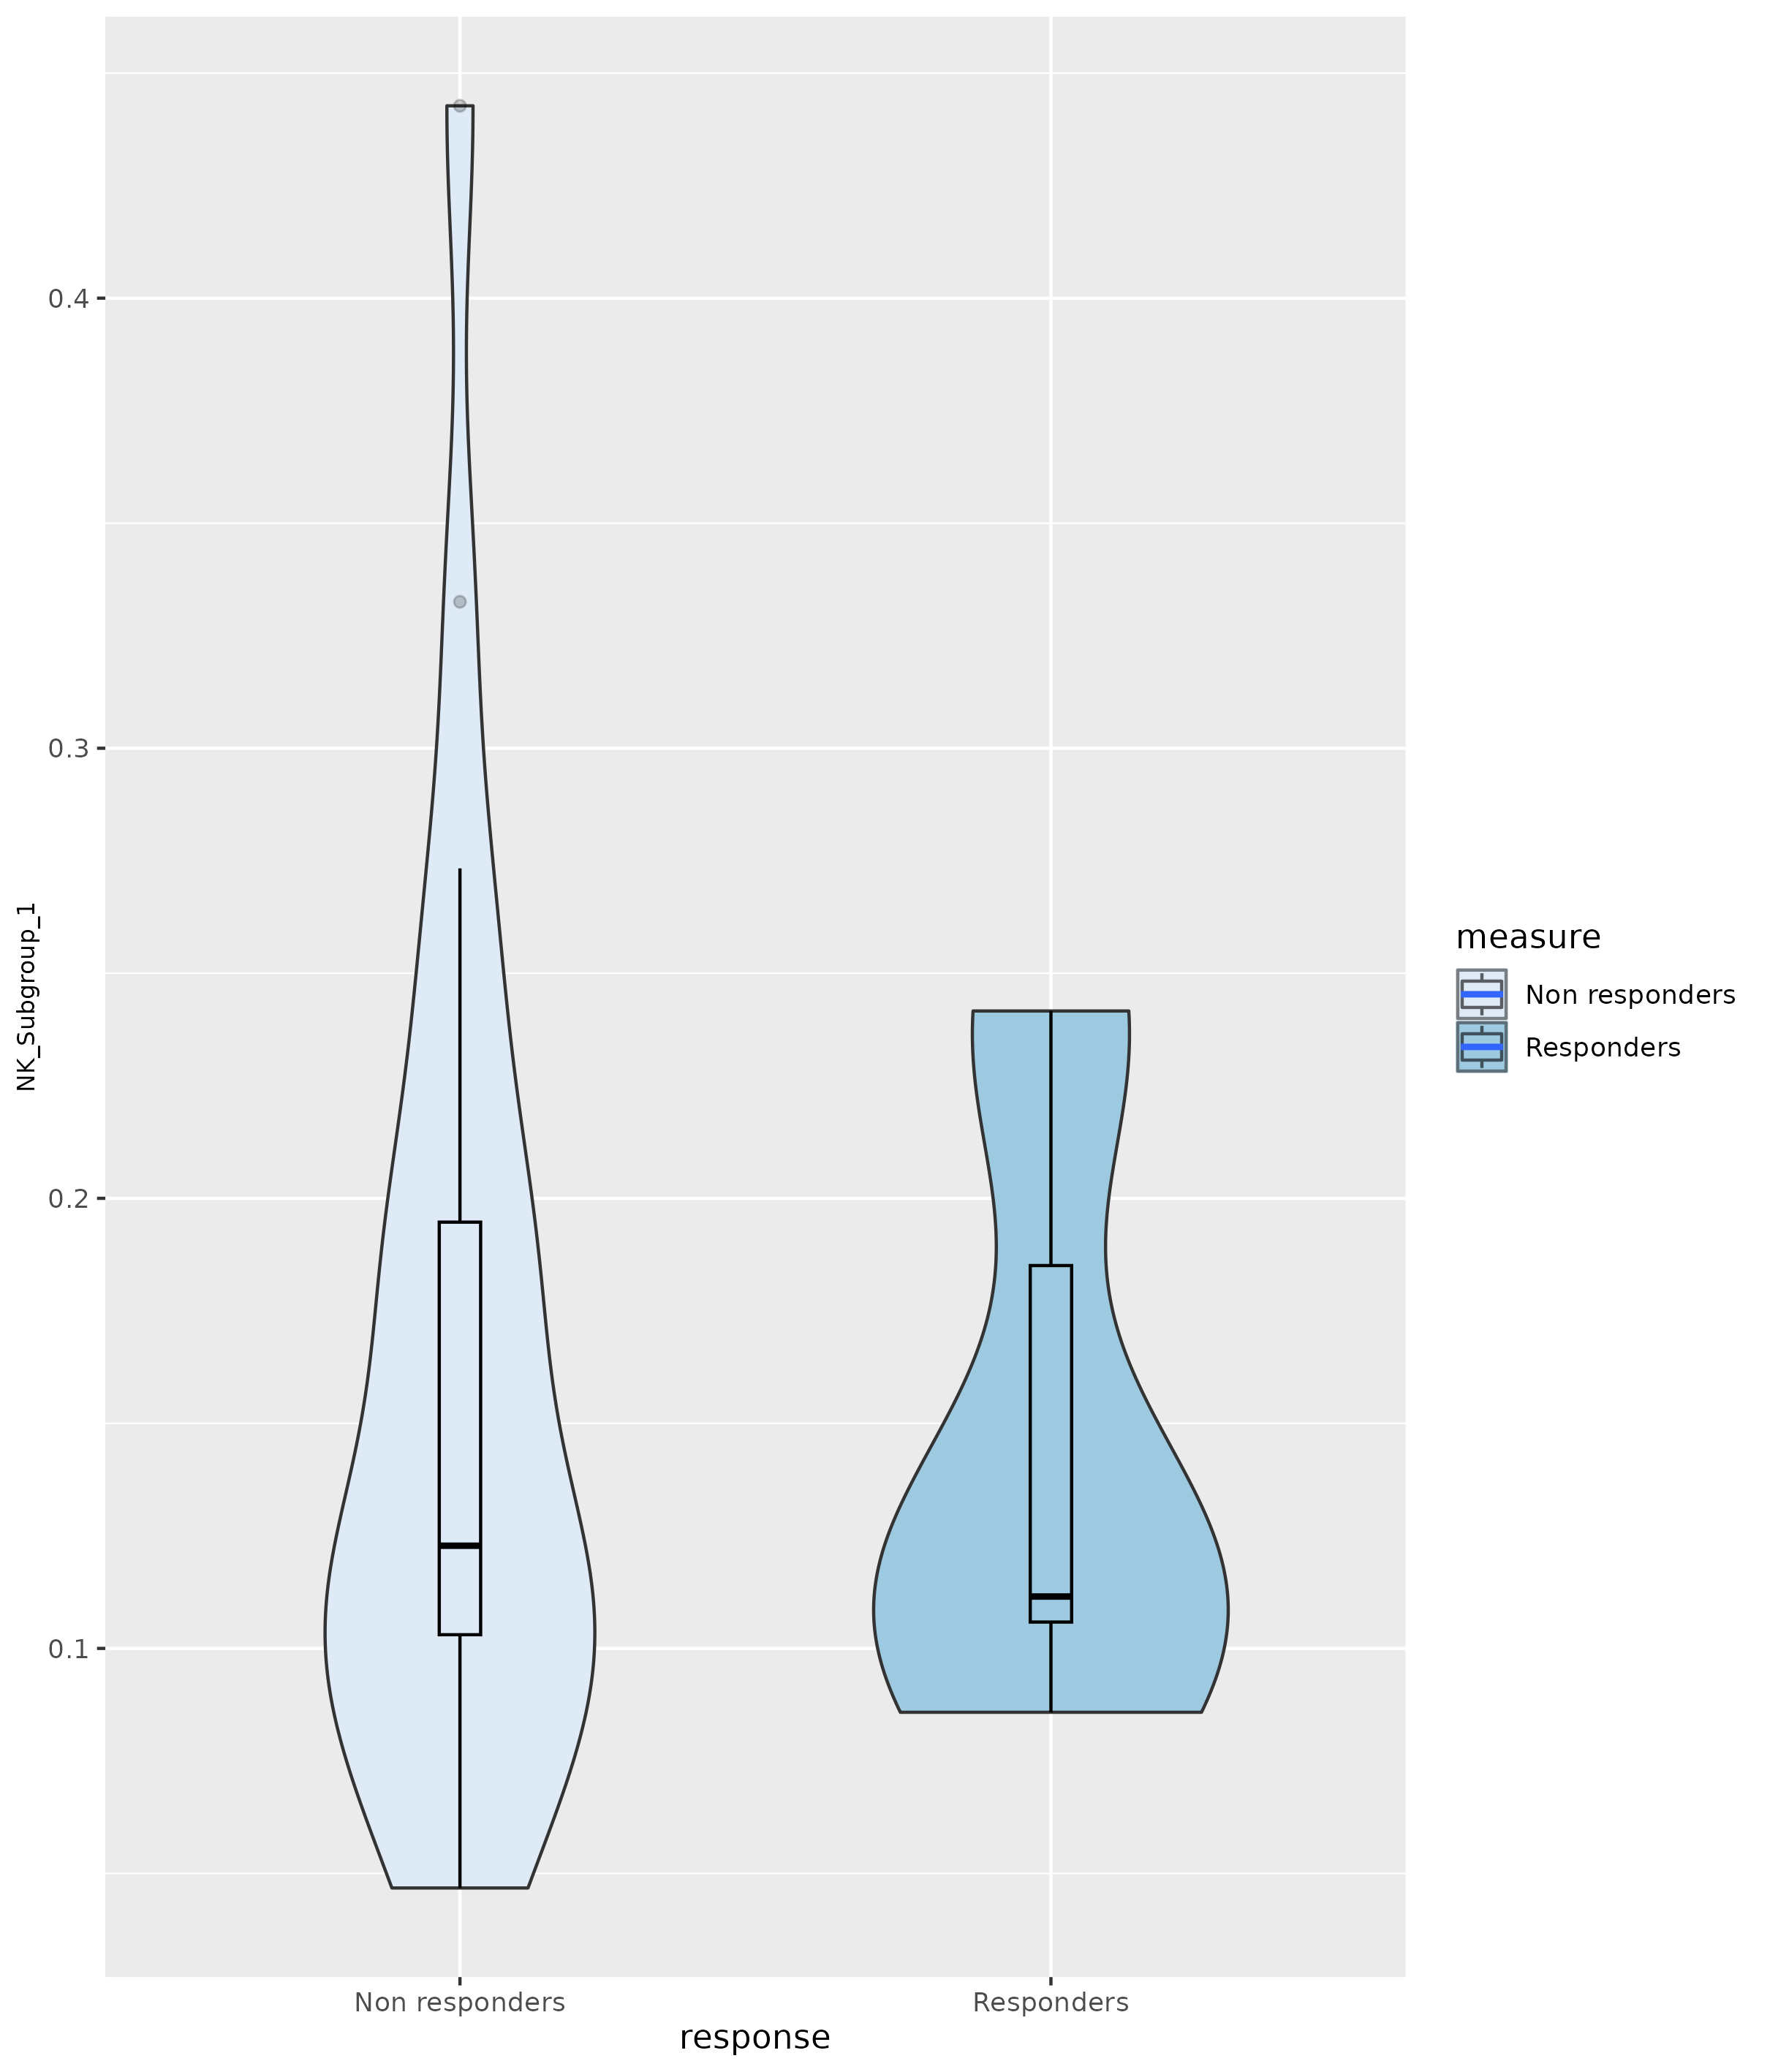 NK_Subgroup_1
0.4
0.3
0.2
0.1
Non responders
Responders
response
measure
Non responders
Responders